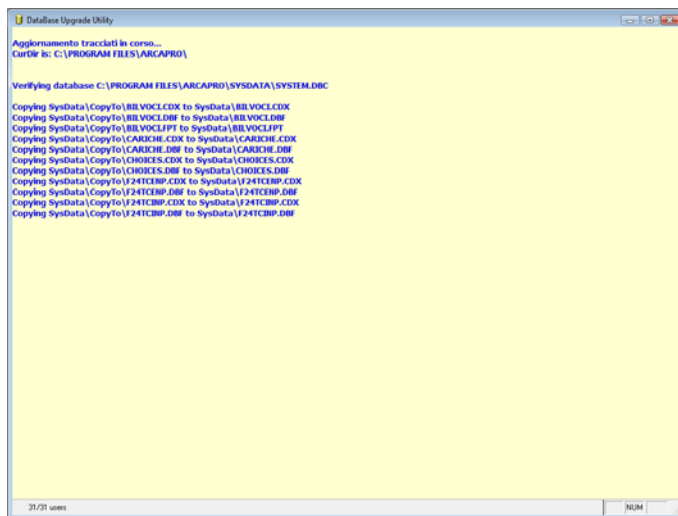 DataBase Upgrade Utility
Aggiornamento tracciati in corso...
CurDir is: C:\PROGRAM FILES\ARCAPRO\
Verifying database C:\PROGRAM FILES\ARCAPRO\SYSDATA\SYSTEM.DBC
Copying SysData\CopyTo\BILVOCI.CDX to SysData\BILVOCI.CDX
Copying SysData\CopyTo\BILVOCI.DBF to SysData\BILVOCI.DBF
Copying SysData\CopyTo\BILVOCI.FPT to SysData\BILVOCI.FPT
Copying SysData\CopyTo\CARICHE.CDX to SysData\CARICHE.CDX
Copying SysData\CopyTo\CARICHE.DBF to SysData\CARICHE.DBF
Copying SysData\CopyTo\CHOICES.CDX to SysData\CHOICES.CDX
Copying SysData\CopyTo\CHOICES.DBF to SysData\CHOICES.DBF
Copying SysData\CopyTo\F24TCENP.CDX to SysData\F24TCENP.CDX
Copying SysData\CopyTo\F24TCENP.DBF to SysData\F24TCENP.DBF
Copying SysData\CopyTo\F24TCINP.CDX to SysData\F24TCINP.CDX
Copying SysData\CopyTo\F24TCINP.DBF to SysData\F24TCINP.DBF
31/31 users NUM